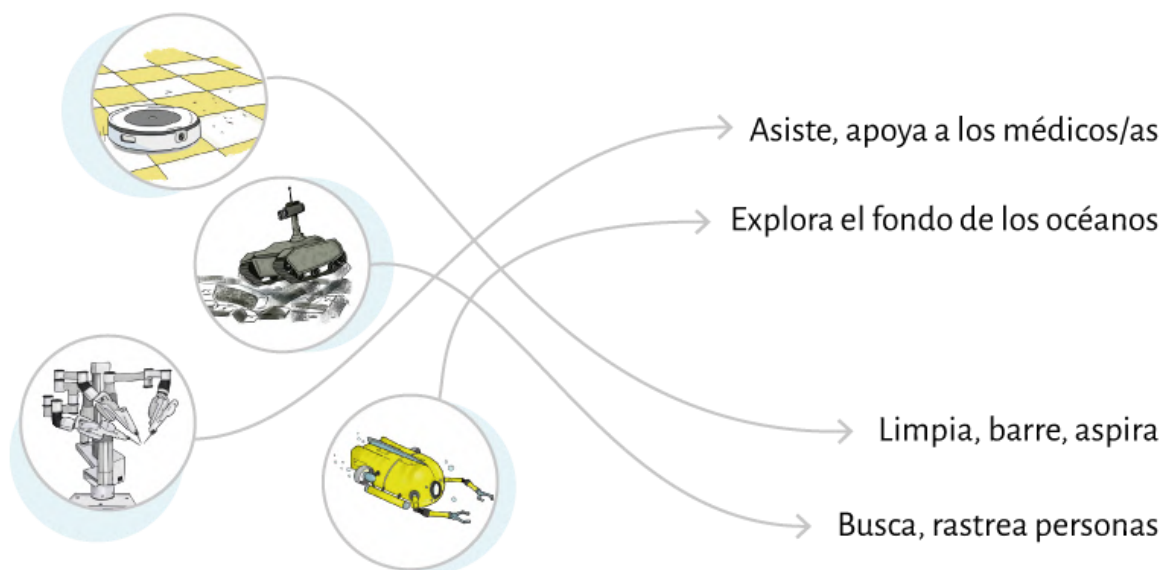 Asiste, apoya a los médicos/as
Explora el fondo de los océanos
Limpia, barre, aspira
Busca, rastrea personas